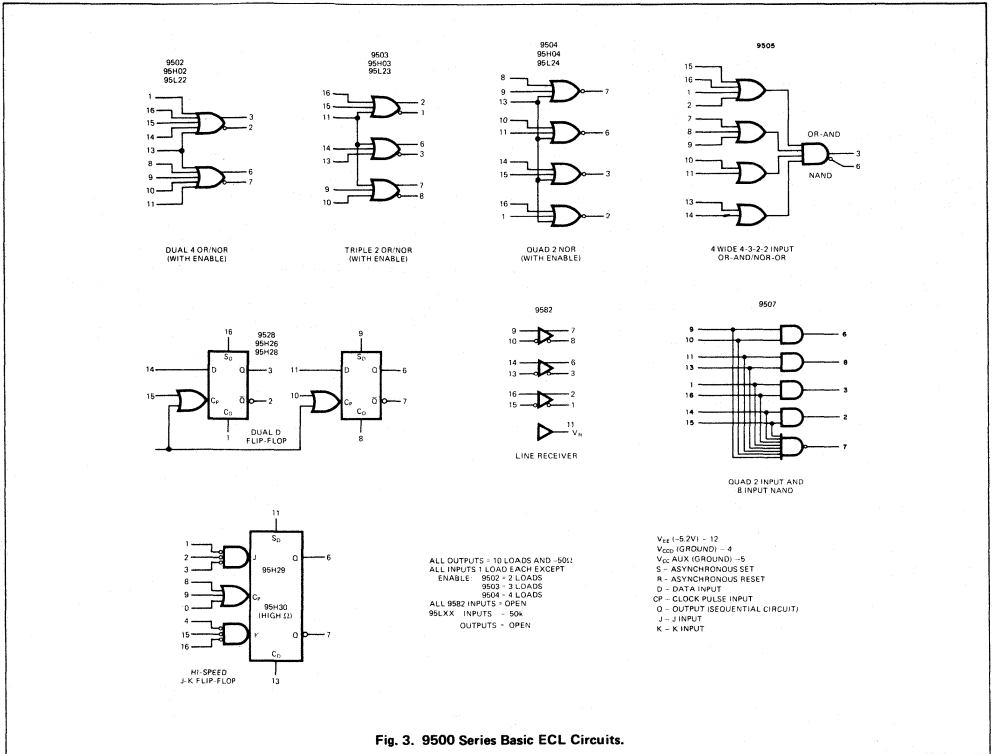 9502
95H02
95L22
1
16
15
14
13
8
9
10
11
3
2
6
7
DUAL 4 OR/NOR
(WITH ENABLE)
9503
95H03
95L23
16
15
11
14
13
9
10
2
1
6
3
7
8
TRIPLE 2 OR/NOR
(WITH ENABLE)
9504
95H04
95L24
8
9
13
10
11
14
15
16
1
7
6
3
2
QUAD 2 NOR
(WITH ENABLE)
9505
15
16
1
2
7
8
9
10
11
13
14
OR-AND
3
6
NAND
4 WIDE 4-3-2-2 INPUT
OR-AND/NOR-OR
16
9528
95H26
95H28
14
15
SD
D Q
CP Q̅
CD
3
2
1
DUAL D
FLIP-FLOP
9
11
10
SD
D Q
CP Q̅
CD
6
7
8
9582
9
10
7
8
14
13
6
3
16
15
2
1
11
LINE RECEIVER
9507
9
10
11
13
1
16
14
15
6
8
3
2
7
QUAD 2 INPUT AND
8 INPUT NAND
11
SD
1
2
3
J
Q
6
95H29
8
9
0
CP
95H30
(HIGH Ω)
4
15
16
K
7
CD
13
HI-SPEED
J-K FLIP-FLOP
ALL OUTPUTS = 10 LOADS AND -50Ω
ALL INPUTS 1 LOAD EACH EXCEPT
ENABLE: 9502 = 2 LOADS
9503 = 3 LOADS
9504 = 4 LOADS
ALL 9582 INPUTS = OPEN
95LXX INPUTS – 50k
OUTPUTS = OPEN
VEE (–5.2V) – 12
VCCD (GROUND) – 4
VCC AUX (GROUND) –5
S – ASYNCHRONOUS SET
R – ASYNCHRONOUS RESET
D – DATA INPUT
CP – CLOCK PULSE INPUT
Q – OUTPUT (SEQUENTIAL CIRCUIT)
J – J INPUT
K – K INPUT
Fig. 3. 9500 Series Basic ECL Circuits.